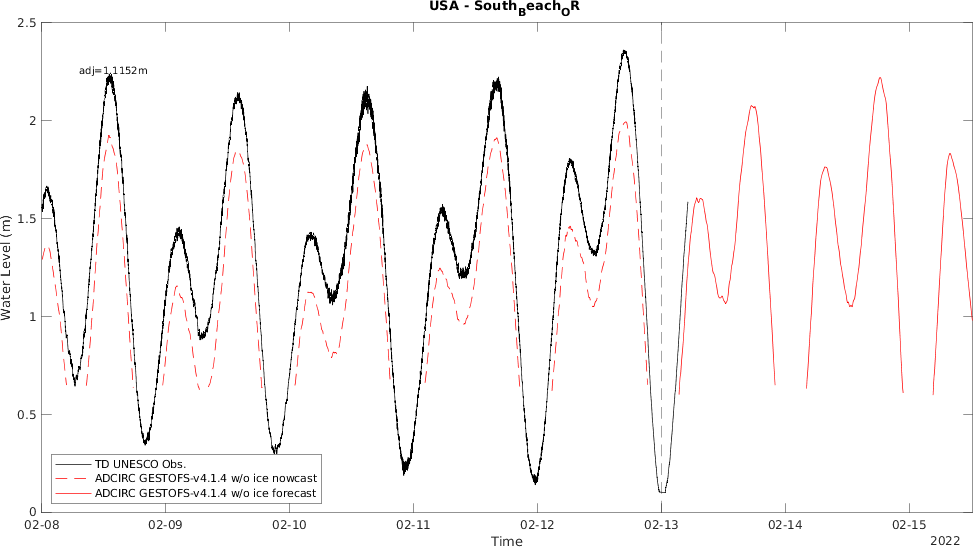 USA - SouthBeachOR
adj=1.1152m
2.5
2
1.5
1
0.5
0
Water Level (m)
TD UNESCO Obs.
ADCIRC GESTOFS-v4.1.4 w/o ice nowcast
ADCIRC GESTOFS-v4.1.4 w/o ice forecast
02-08 02-09 02-10 02-11 02-12 02-13 02-14 02-15
Time
2022